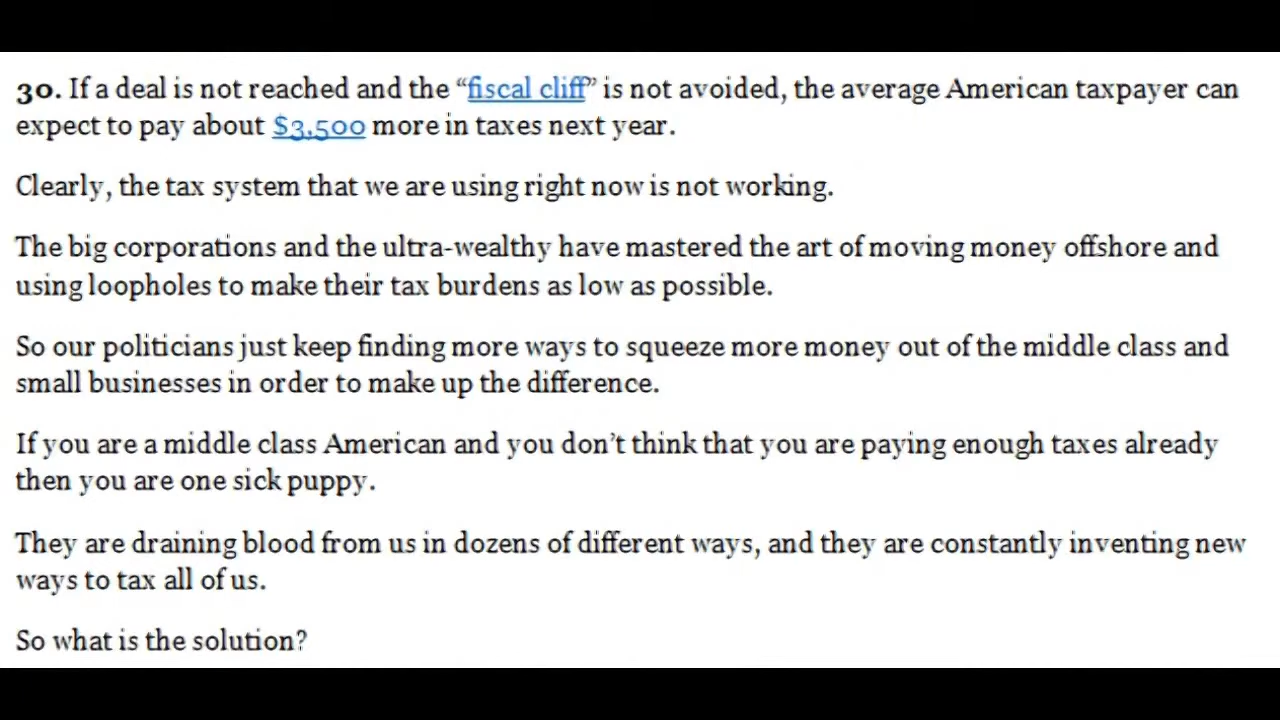 30. If a deal is not reached and the “fiscal cliff” is not avoided, the average American taxpayer can
expect to pay about $3,500 more in taxes next year.
Clearly, the tax system that we are using right now is not working.
The big corporations and the ultra-wealthy have mastered the art of moving money offshore and
using loopholes to make their tax burdens as low as possible.
So our politicians just keep finding more ways to squeeze more money out of the middle class and
small businesses in order to make up the difference.
If you are a middle class American and you don’t think that you are paying enough taxes already
then you are one sick puppy.
They are draining blood from us in dozens of different ways, and they are constantly inventing new
ways to tax all of us.
So what is the solution?